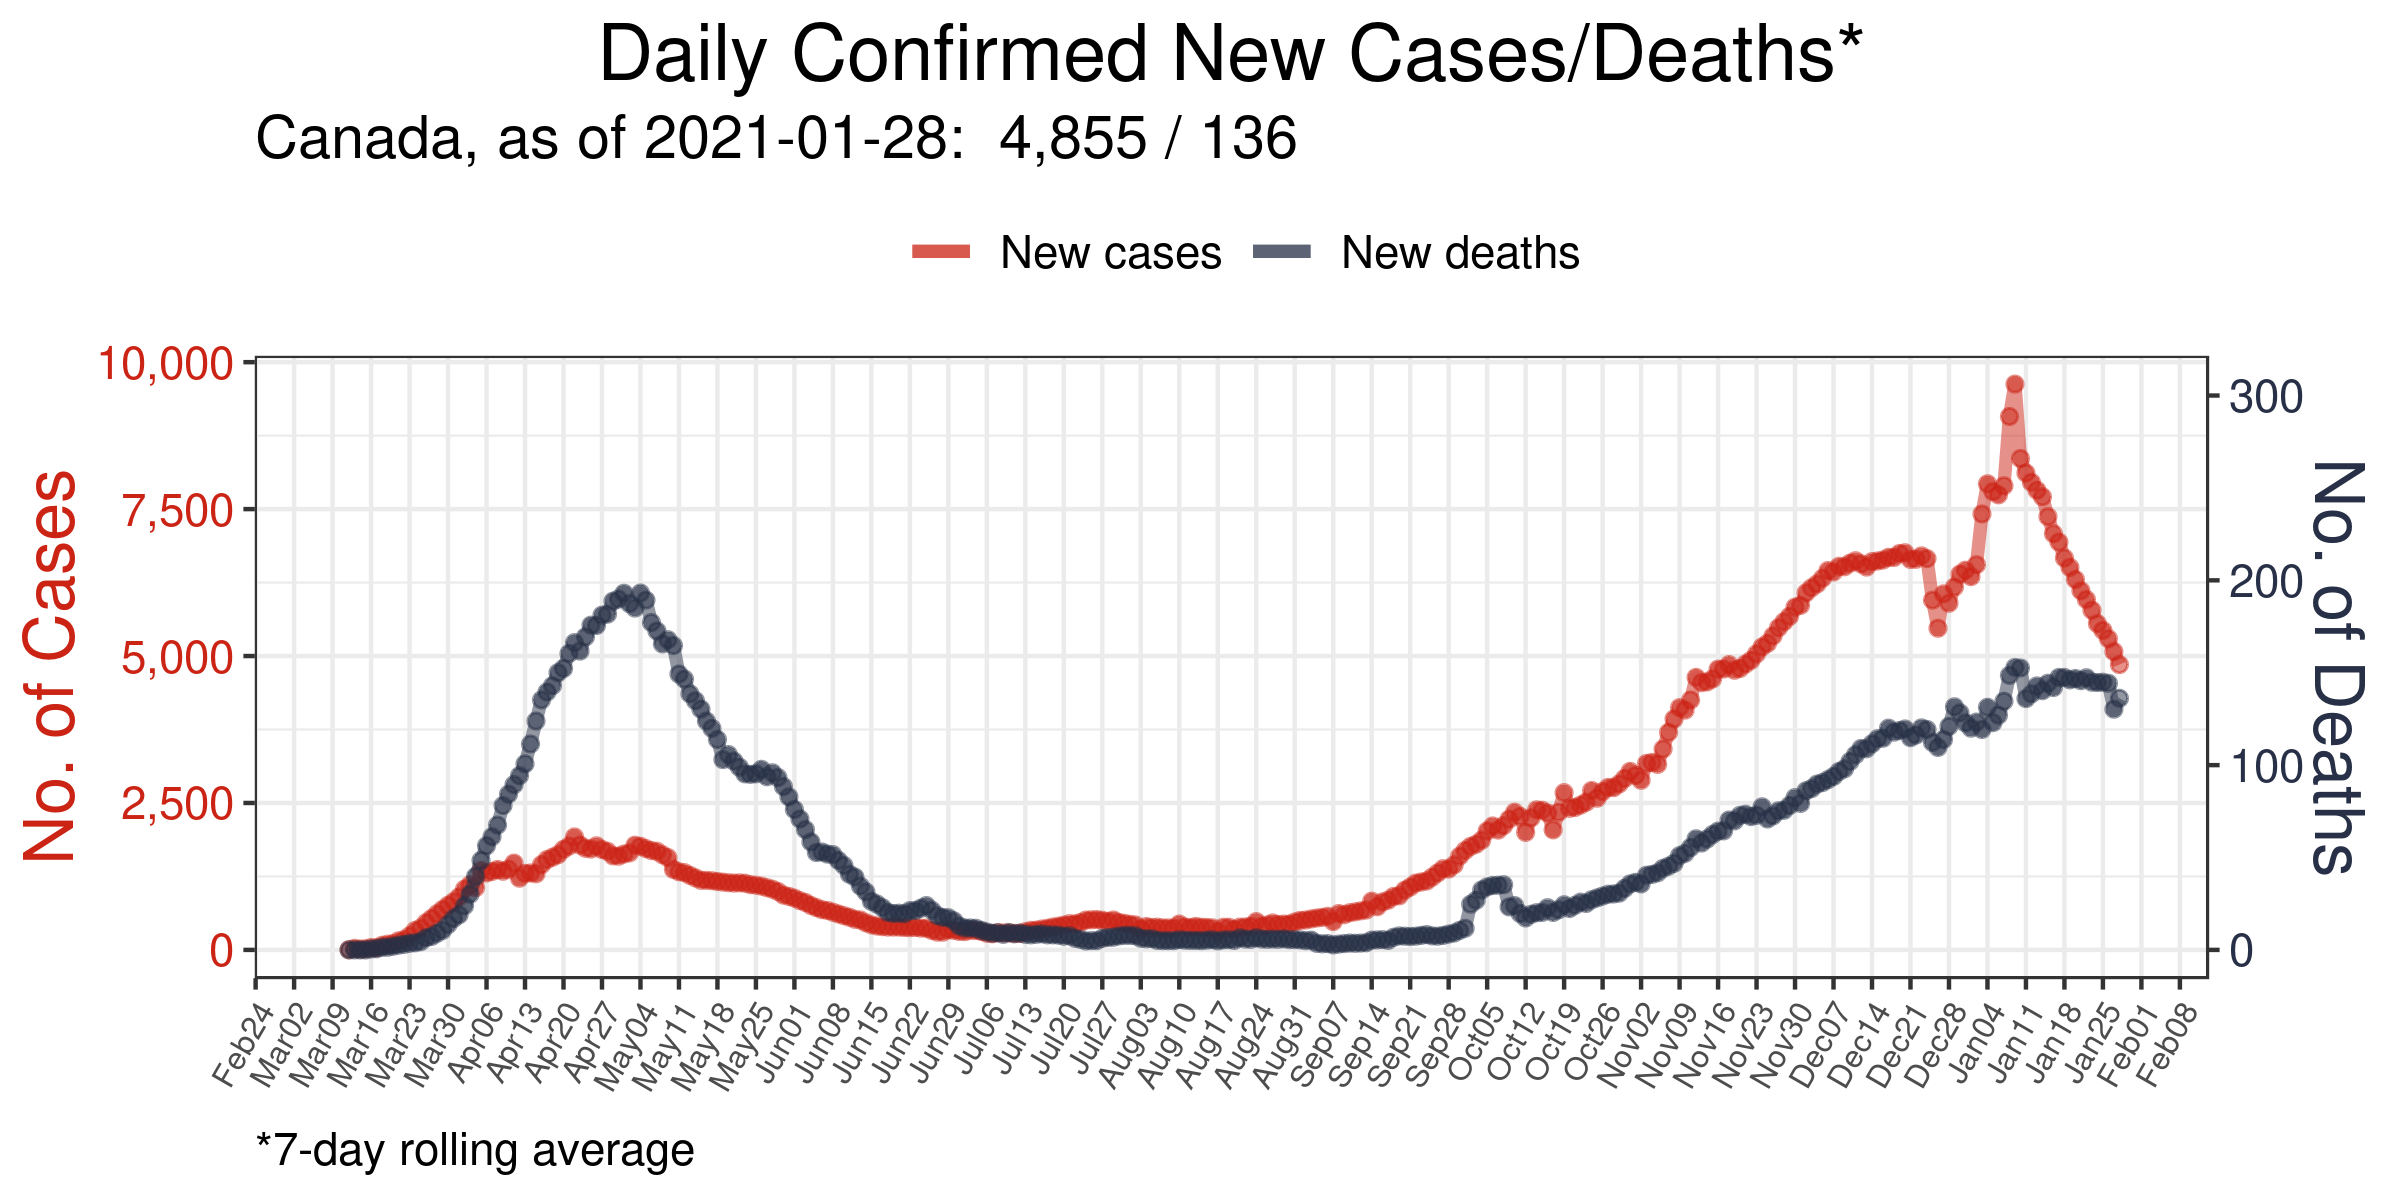 Daily Confirmed New Cases/Deaths*
Canada, as of 2021-01-28:  4,855 / 136
New cases
New deaths
No. of Cases
10,000
7,500
5,000
2,500
0
300
200
100
0
No. of Deaths
Feb24
Mar02
Mar09
Mar16
Mar23
Mar30
Apr06
Apr13
Apr20
Apr27
May04
May11
May18
May25
Jun01
Jun08
Jun15
Jun22
Jun29
Jul06
Jul13
Jul20
Jul27
Aug03
Aug10
Aug17
Aug24
Aug31
Sep07
Sep14
Sep21
Sep28
Oct05
Oct12
Oct19
Oct26
Nov02
Nov09
Nov16
Nov23
Nov30
Dec07
Dec14
Dec21
Dec28
Jan04
Jan11
Jan18
Jan25
Feb01
Feb08
*7-day rolling average